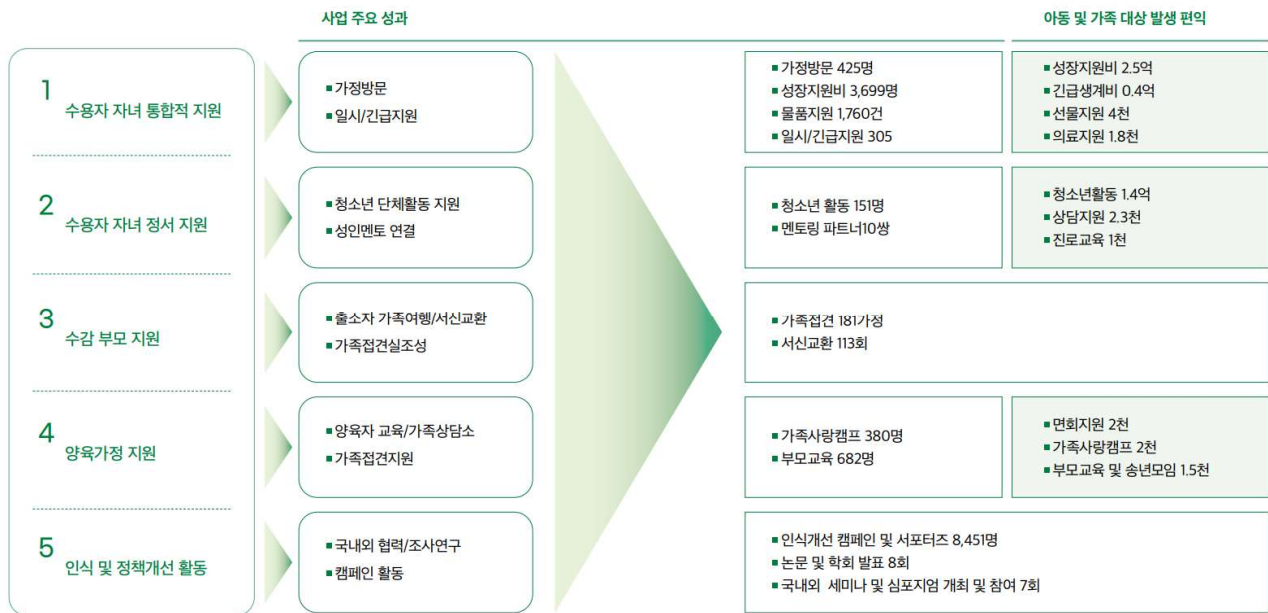 사업 주요 성과
아동 및 가족 대상 발생 편익
1
수용자 자녀 통합적 지원
■ 가정방문
■ 일시/긴급지원
■ 가정방문 425명
■ 성장지원비 3,699명
■ 물품지원 1,760건
■ 일시/긴급지원 305
■ 성장지원비 2.5억
■ 긴급생계비 0.4억
■ 선물지원 4천
■ 의료지원 1.8천
2
수용자 자녀 정서 지원
■ 청소년 단체활동 지원
■ 성인멘토 연결
■ 청소년 활동 151명
■ 멘토링 파트너10쌍
■ 청소년활동 1.4억
■ 상담지원 2.3천
■ 진로교육 1천
3
수감 부모 지원
■ 출소자 가족여행/서신교환
■ 가족접견실조성
■ 가족접견 181가정
■ 서신교환 113회
4
양육가정 지원
■ 양육자 교육/가족상담소
■ 가족접견지원
■ 가족사랑캠프 380명
■ 부모교육 682명
■ 면회지원 2천
■ 가족사랑캠프 2천
■ 부모교육 및 송년모임 1.5천
5
인식 및 정책개선 활동
■ 국내외 협력/조사연구
■ 캠페인 활동
■ 인식개선 캠페인 및 서포터즈 8,451명
■ 논문 및 학회 발표 8회
■ 국내외 세미나 및 심포지엄 개최 및 참여 7회